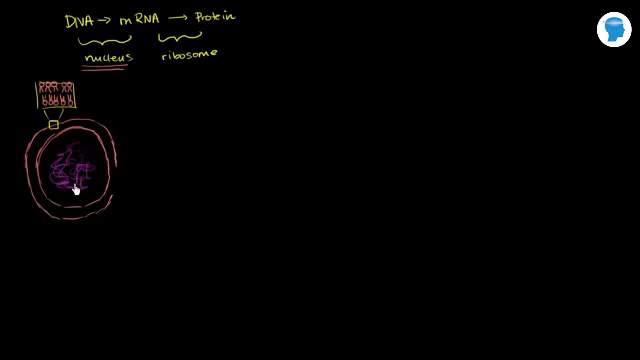 DNA → mRNA → Protein
nucleus ribosome